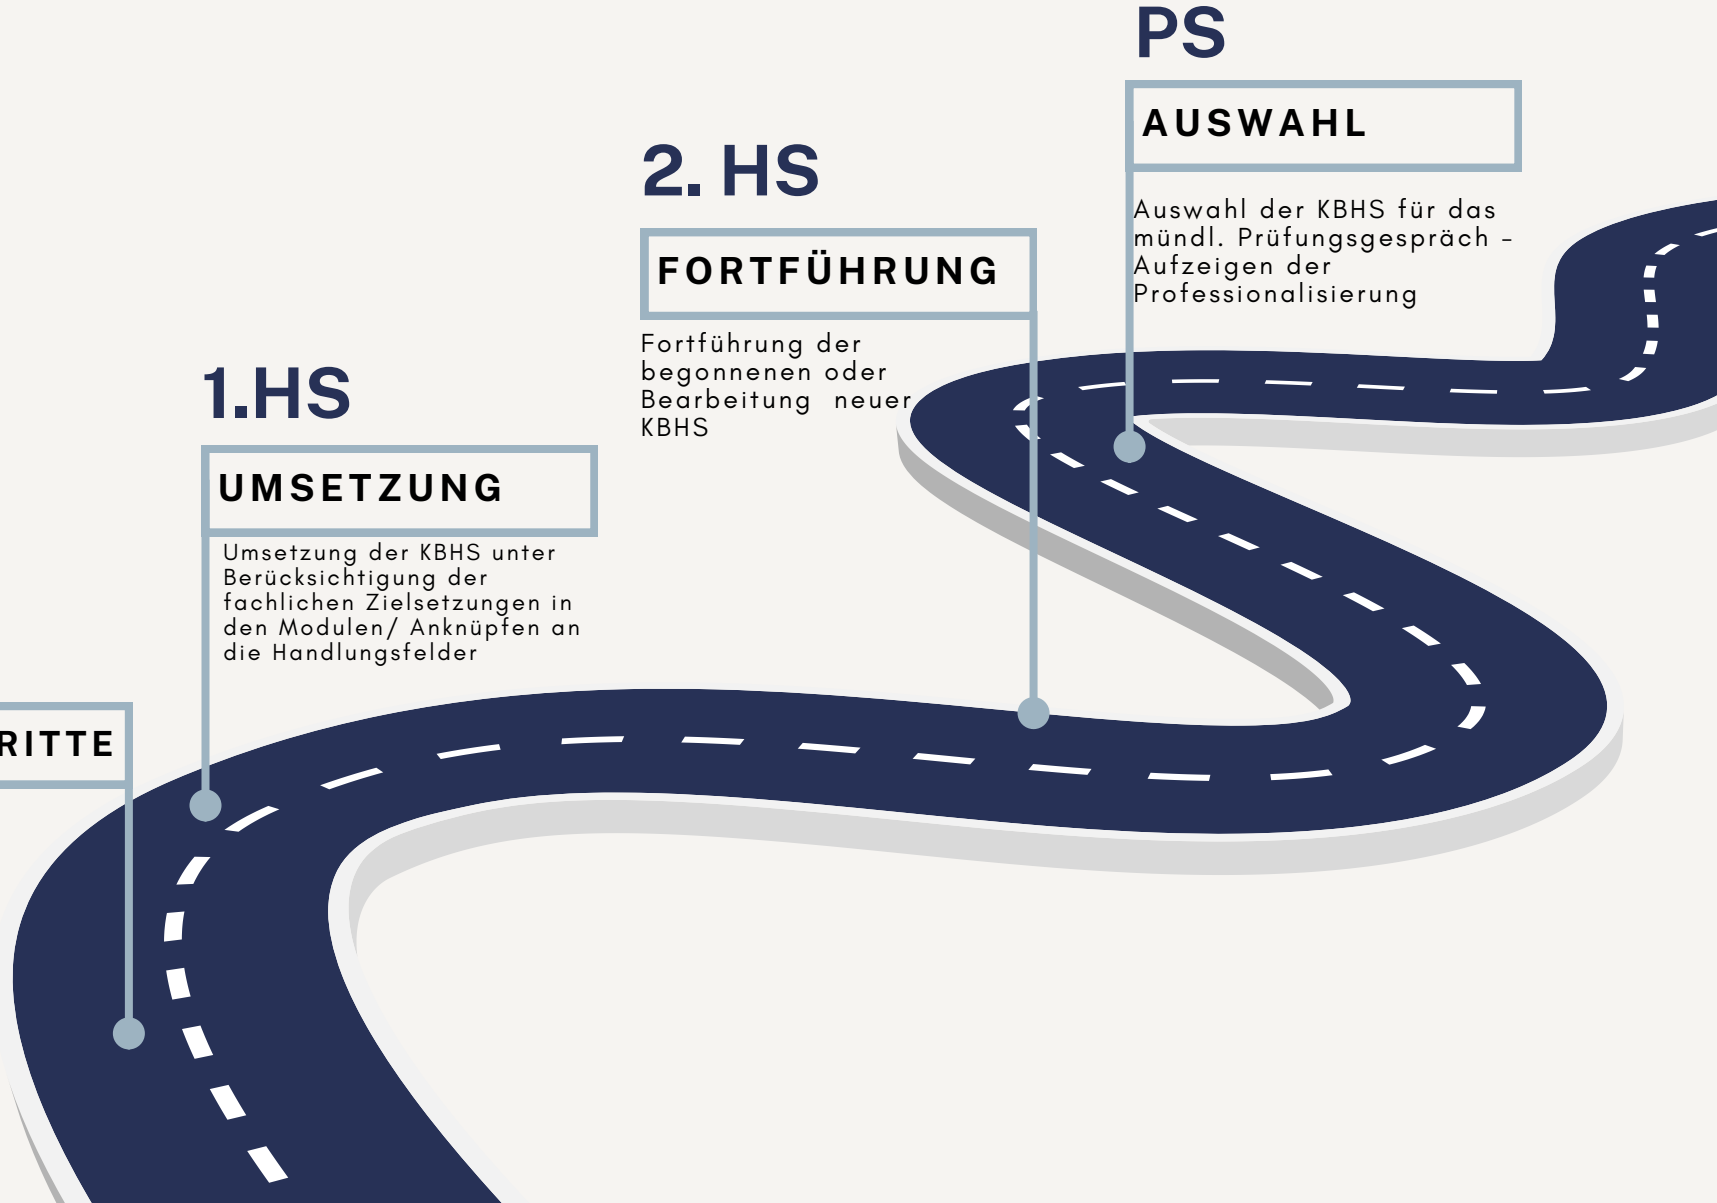 PS
AUSWAHL
Auswahl der KBHS für das
mündl. Prüfungsgespräch -
Aufzeigen der
Professionalisierung
2. HS
FORTFÜHRUNG
Fortführung der
begonnenen oder
Bearbeitung neuer
KBHS
1.HS
UMSETZUNG
Umsetzung der KBHS unter
Berücksichtigung der
fachlichen Zielsetzungen in
den Modulen/ Anknüpfen an
die Handlungsfelder
RITTE